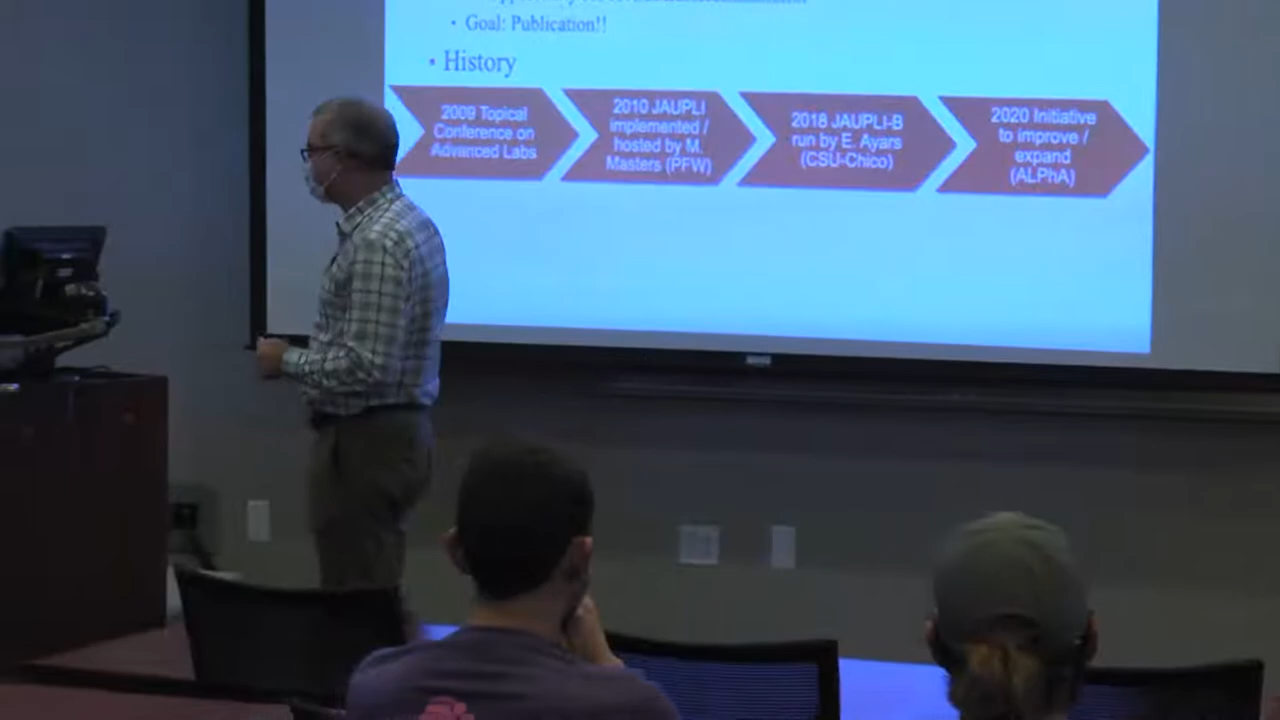 • Goal: Publication!!
• History
2009 Topical
Conference on
Advanced Labs
2010 JAUPLI
implemented /
hosted by M.
Masters (PFW)
2018 JAUPLI-B
run by E. Ayars
(CSU-Chico)
2020 Initiative
to improve /
expand
(ALPhA)